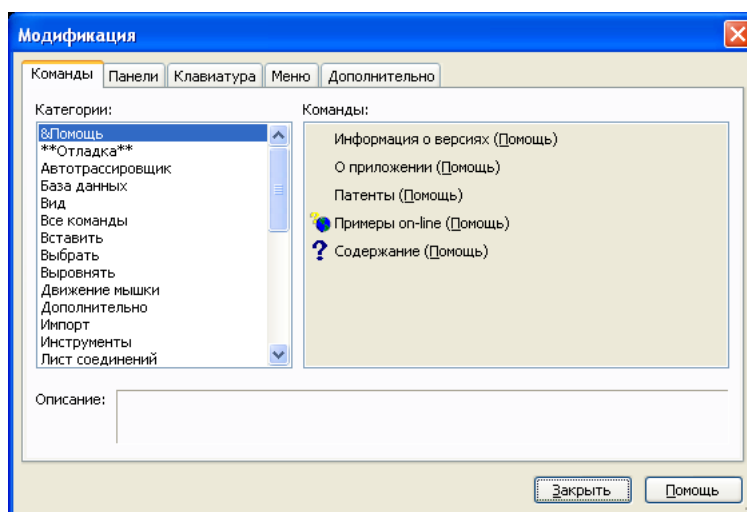 Модификация
Команды Панели Клавиатура Меню Дополнительно
Категории:
&Помощь
**Отладка**
Автотрассировщик
База данных
Вид
Все команды
Вставить
Выбрать
Выровнять
Движение мышки
Дополнительно
Импорт
Инструменты
Лист соединений
Команды:
Информация о версиях (Помощь)
О приложении (Помощь)
Патенты (Помощь)
Примеры on-line (Помощь)
Содержание (Помощь)
Описание:
Закрыть Помощь